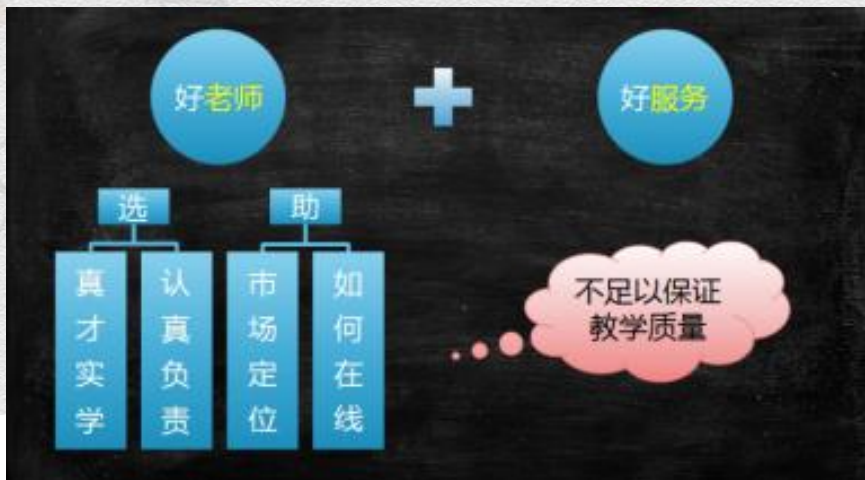 好老师
好服务
选
助
真才实学
认真负责
市场定位
如何在线
不足以保证
教学质量